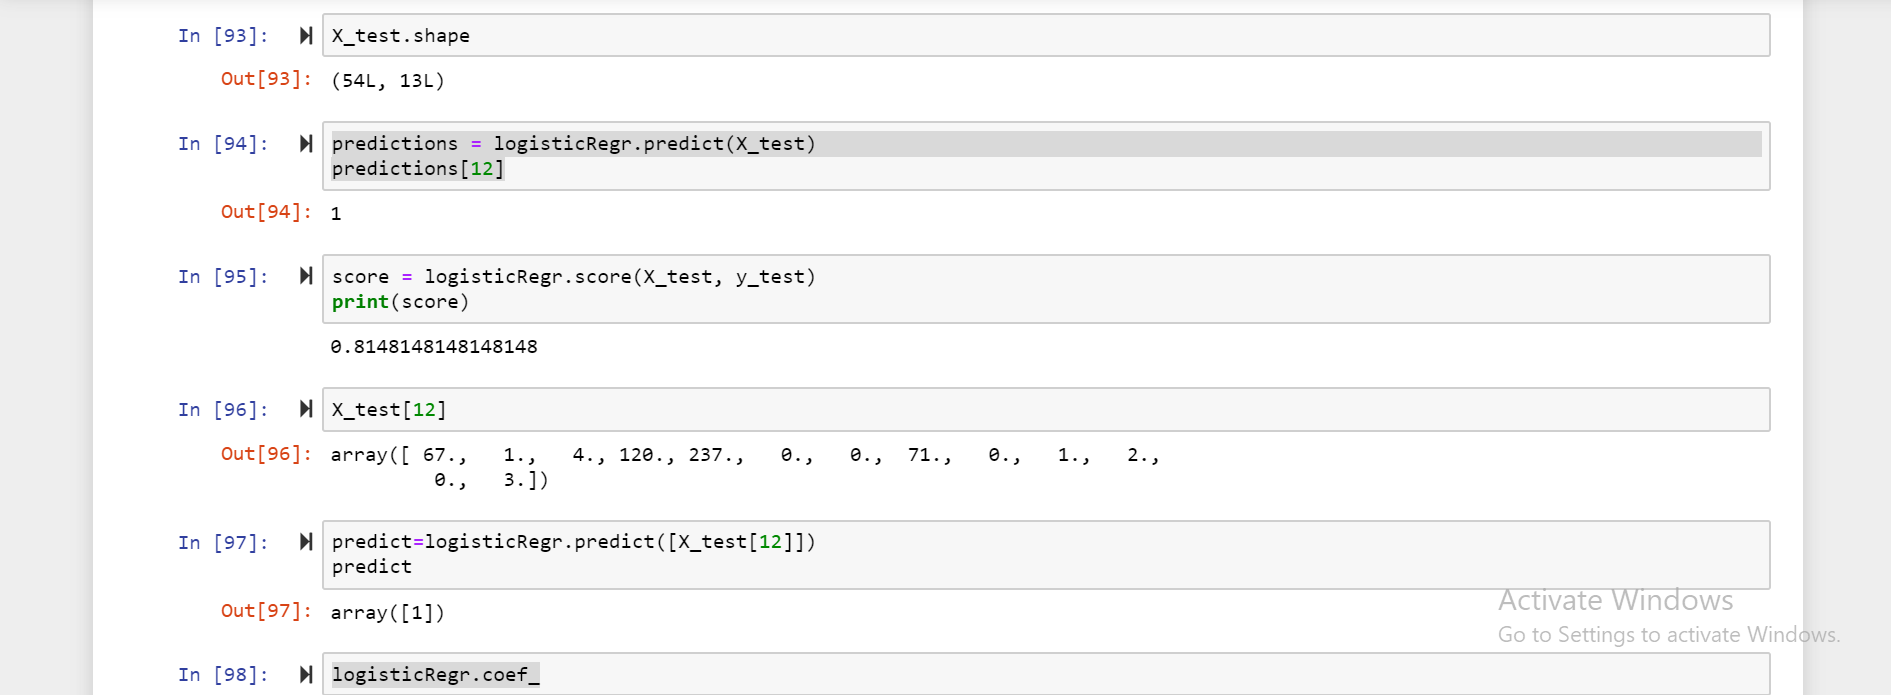 In [93]: X_test.shape
Out[93]: (54L, 13L)
In [94]: predictions = logisticRegr.predict(X_test)
predictions[12]
Out[94]: 1
In [95]: score = logisticRegr.score(X_test, y_test)
print(score)
0.8148148148148148
In [96]: X_test[12]
Out[96]: array([ 67.,   1.,   4., 120., 237.,   0.,   0.,  71.,   0.,   1.,   2.,
0.,   3.])
In [97]: predict=logisticRegr.predict([X_test[12]])
predict
Out[97]: array([1])
Activate Windows
Go to Settings to activate Windows.
In [98]: logisticRegr.coef_